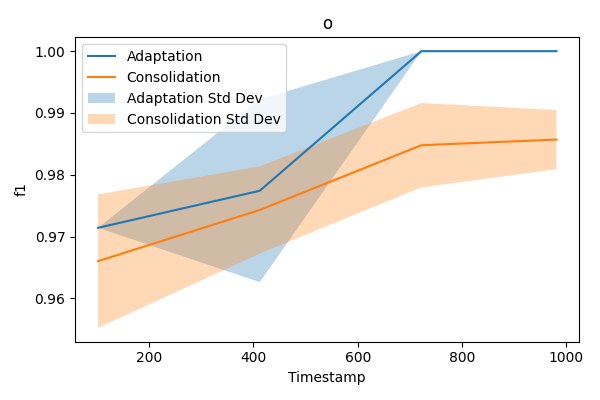 o
1.00
0.99
0.98
0.97
0.96
f1
Adaptation
Consolidation
Adaptation Std Dev
Consolidation Std Dev
200
400
600
800
1000
Timestamp